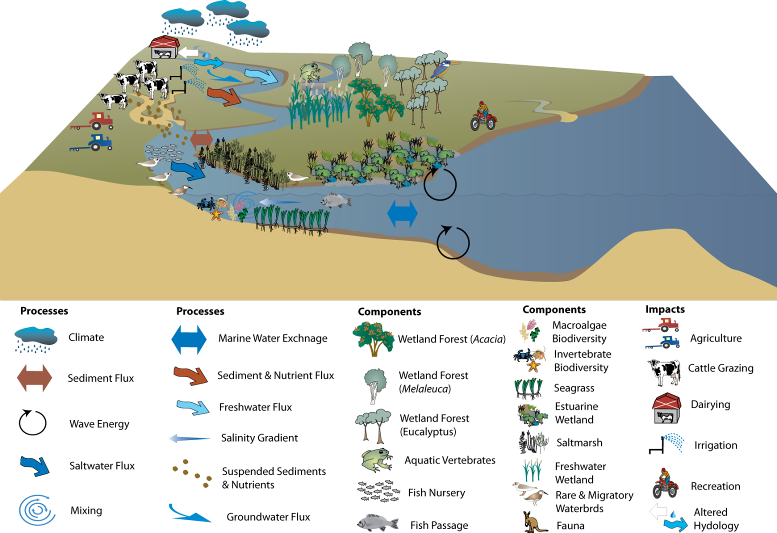 Processes
Climate
Sediment Flux
Wave Energy
Saltwater Flux
Mixing
Processes
Marine Water Exchnage
Sediment & Nutrient Flux
Freshwater Flux
Salinity Gradient
Suspended Sediments
& Nutrients
Groundwater Flux
Components
Wetland Forest (Acacia)
Wetland Forest
(Melaleuca)
Wetland Forest
(Eucalyptus)
Aquatic Vertebrates
Fish Nursery
Fish Passage
Components
Macroalgae
Biodiversity
Invertebrate
Biodiversity
Seagrass
Estuarine
Wetland
Saltmarsh
Freshwater
Wetland
Rare & Migratory
Waterbrds
Fauna
Impacts
Agriculture
Cattle Grazing
Dairying
Irrigation
Recreation
Altered
Hydology